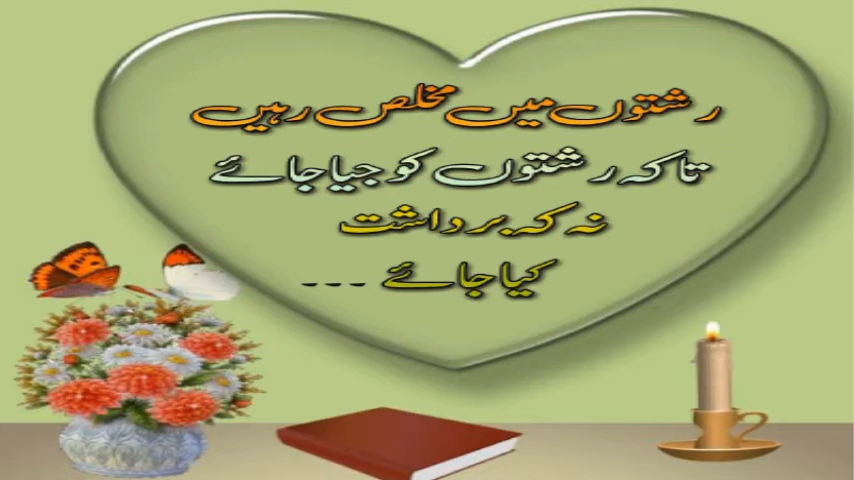 رشتوں میں مخلص رہیں
تاکہ رشتوں کو جیا جائے
نہ کہ برداشت
کیا جائے ...